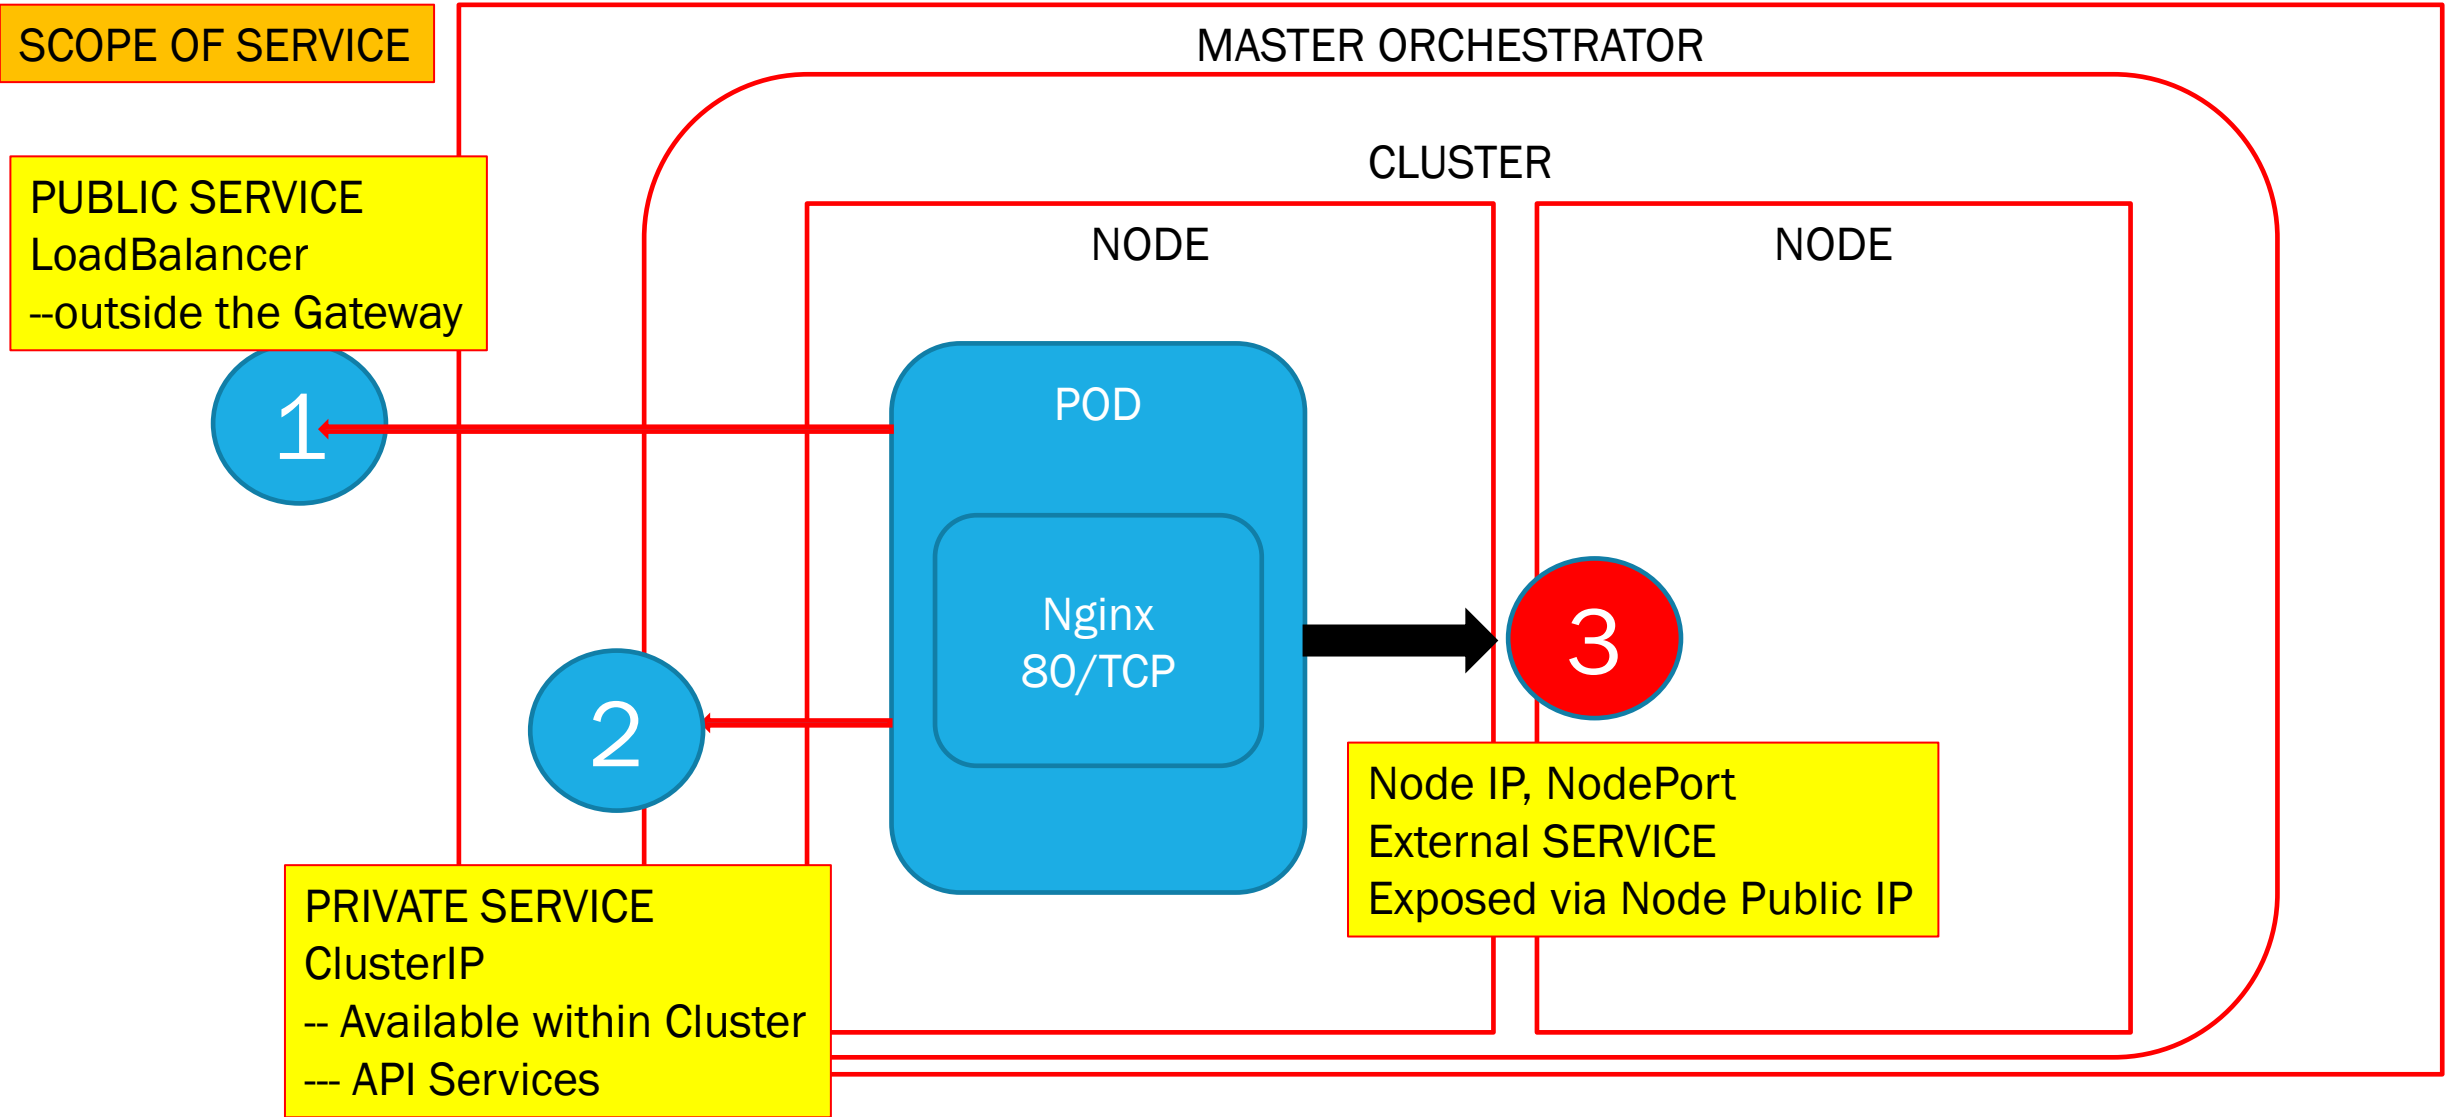 SCOPE OF SERVICE
MASTER ORCHESTRATOR
CLUSTER
PUBLIC SERVICE
LoadBalancer
--outside the Gateway
NODE
NODE
1
POD
Nginx
80/TCP
2
3
Node IP, NodePort
External SERVICE
Exposed via Node Public IP
PRIVATE SERVICE
ClusterIP
-- Available within Cluster
--- API Services